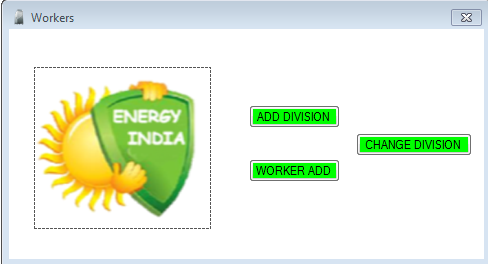 Workers
ENERGY
INDIA
ADD DIVISION
CHANGE DIVISION
WORKER ADD